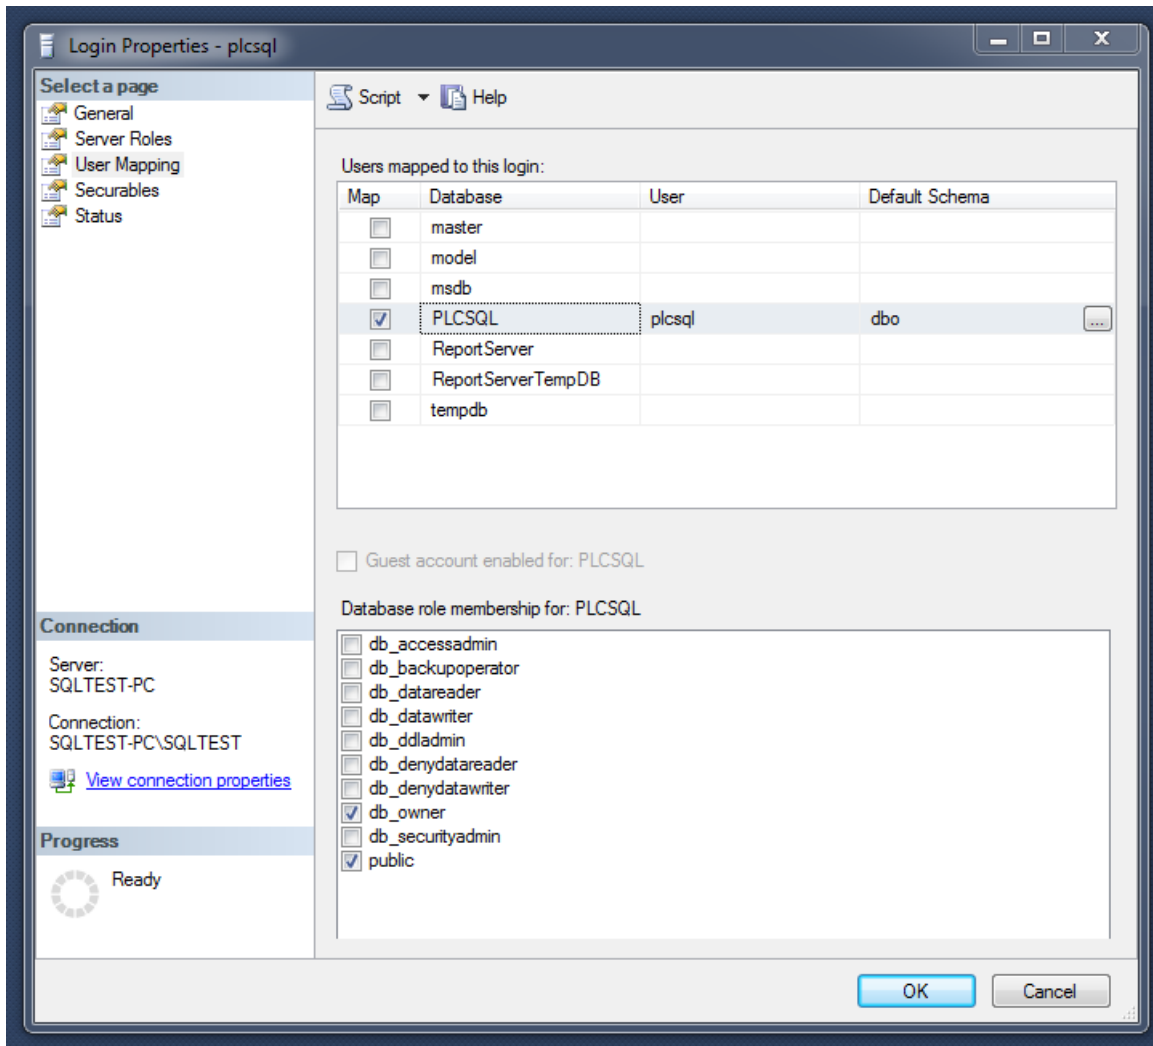 Login Properties - plcsql
Select a page
General
Server Roles
User Mapping
Securables
Status
Script Help
Users mapped to this login:
Map Database User Default Schema
master
model
msdb
PLCSQL plcsql dbo ...
ReportServer
ReportServerTempDB
tempdb
Guest account enabled for: PLCSQL
Database role membership for: PLCSQL
db_accessadmin
db_backupoperator
db_datareader
db_datawriter
db_ddladmin
db_denydatareader
db_denydatawriter
db_owner
db_securityadmin
public
Connection
Server:
SQLTEST-PC
Connection:
SQLTEST-PC\SQLTEST
View connection properties
Progress
Ready
OK Cancel